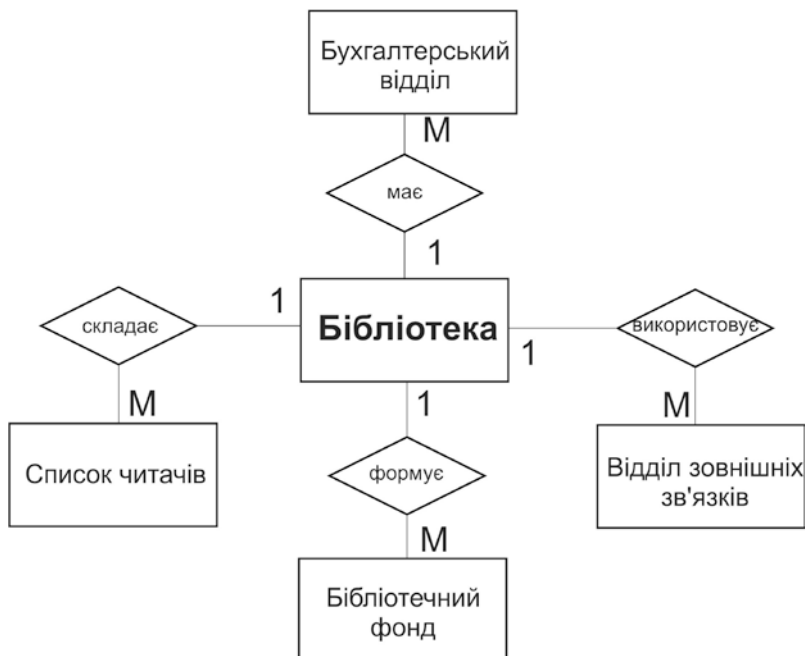 Бухгалтерський
відділ
М
має
1
складає
1
Бібліотека
1
використовує
М
Список читачів
1
формує
М
Відділ зовнішніх
зв'язків
М
Бібліотечний
фонд